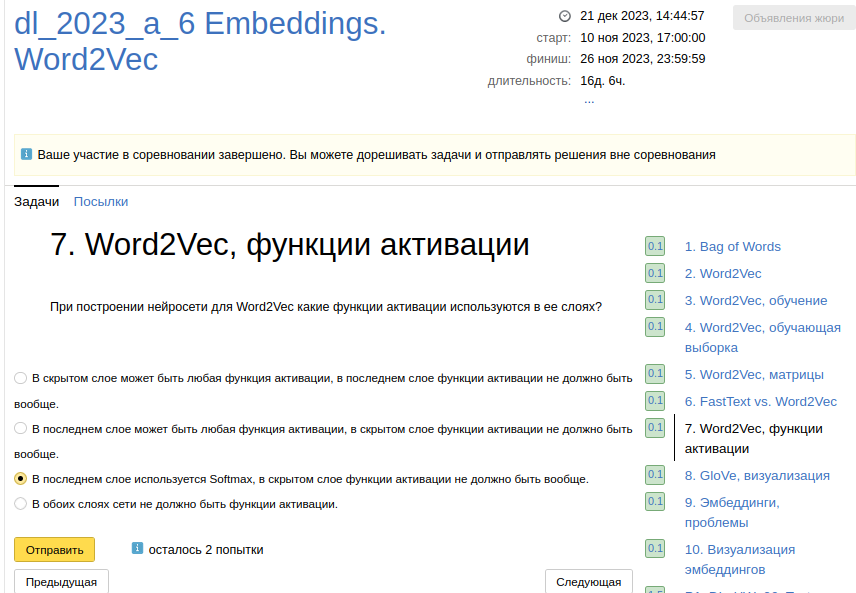 dl_2023_a_6 Embeddings.
Word2Vec
21 дек 2023, 14:44:57
старт: 10 ноя 2023, 17:00:00
финиш: 26 ноя 2023, 23:59:59
длительность: 16д. 6ч.
...
Объявления жюри
Ваше участие в соревновании завершено. Вы можете дорешивать задачи и отправлять решения вне соревнования
Задачи Посылки
7. Word2Vec, функции активации
При построении нейросети для Word2Vec какие функции активации используются в ее слоях?
В скрытом слое может быть любая функция активации, в последнем слое функции активации не должно быть
вообще.
В последнем слое может быть любая функция активации, в скрытом слое функции активации не должно быть
вообще.
В последнем слое используется Softmax, в скрытом слое функции активации не должно быть вообще.
В обоих слоях сети не должно быть функции активации.
Отправить осталось 2 попытки
Предыдущая Следующая
0.1 1. Bag of Words
0.1 2. Word2Vec
0.1 3. Word2Vec, обучение
0.1 4. Word2Vec, обучающая
выборка
0.1 5. Word2Vec, матрицы
0.1 6. FastText vs. Word2Vec
0.1 7. Word2Vec, функции
активации
0.1 8. GloVe, визуализация
0.1 9. Эмбеддинги,
проблемы
0.1 10. Визуализация
эмбеддингов